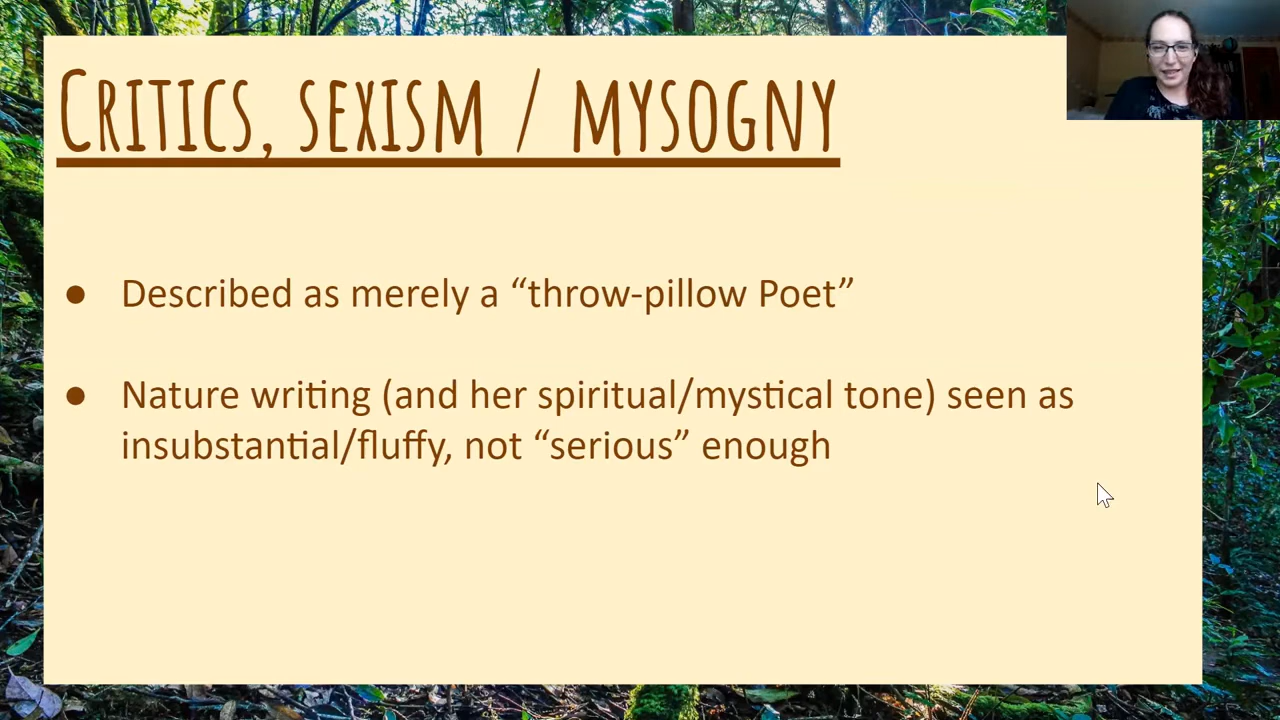 Critics, sexism / mysogny
● Described as merely a “throw-pillow Poet”
● Nature writing (and her spiritual/mystical tone) seen as
insubstantial/fluffy, not “serious” enough